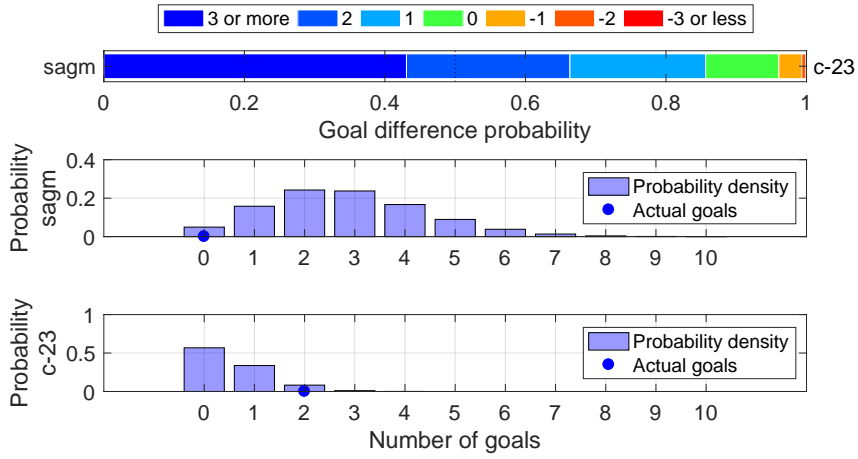 3 or more 2 1 0 -1 -2 -3 or less
sagm c-23
0 0.2 0.4 0.6 0.8 1
Goal difference probability
Probability
sagm
0.4
0.2
0
Probability density
Actual goals
0 1 2 3 4 5 6 7 8 9 10
Probability
c-23
1
0.5
0
Probability density
Actual goals
0 1 2 3 4 5 6 7 8 9 10
Number of goals